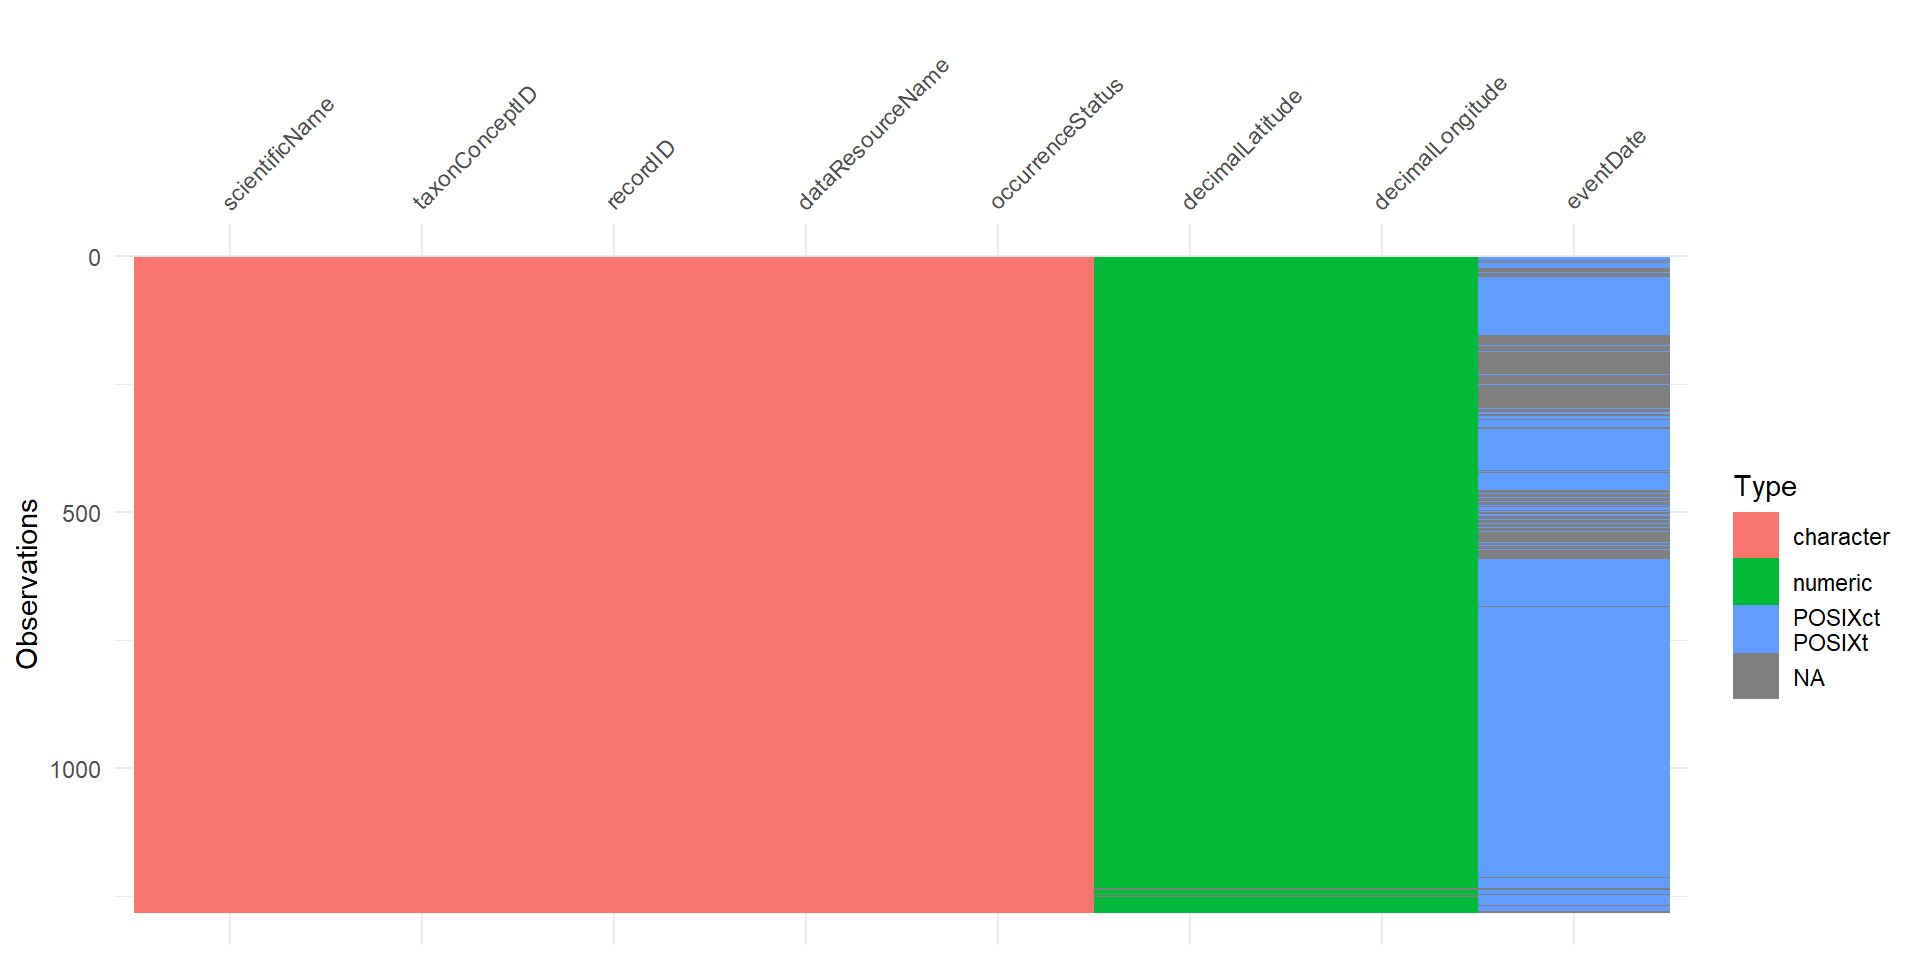 scientificName
taxonConceptID
recordID
dataResourceName
occurrenceStatus
decimalLatitude
decimalLongitude
eventDate
0
500
1000
Observations
Type
character
numeric
POSIXct
POSIXt
NA